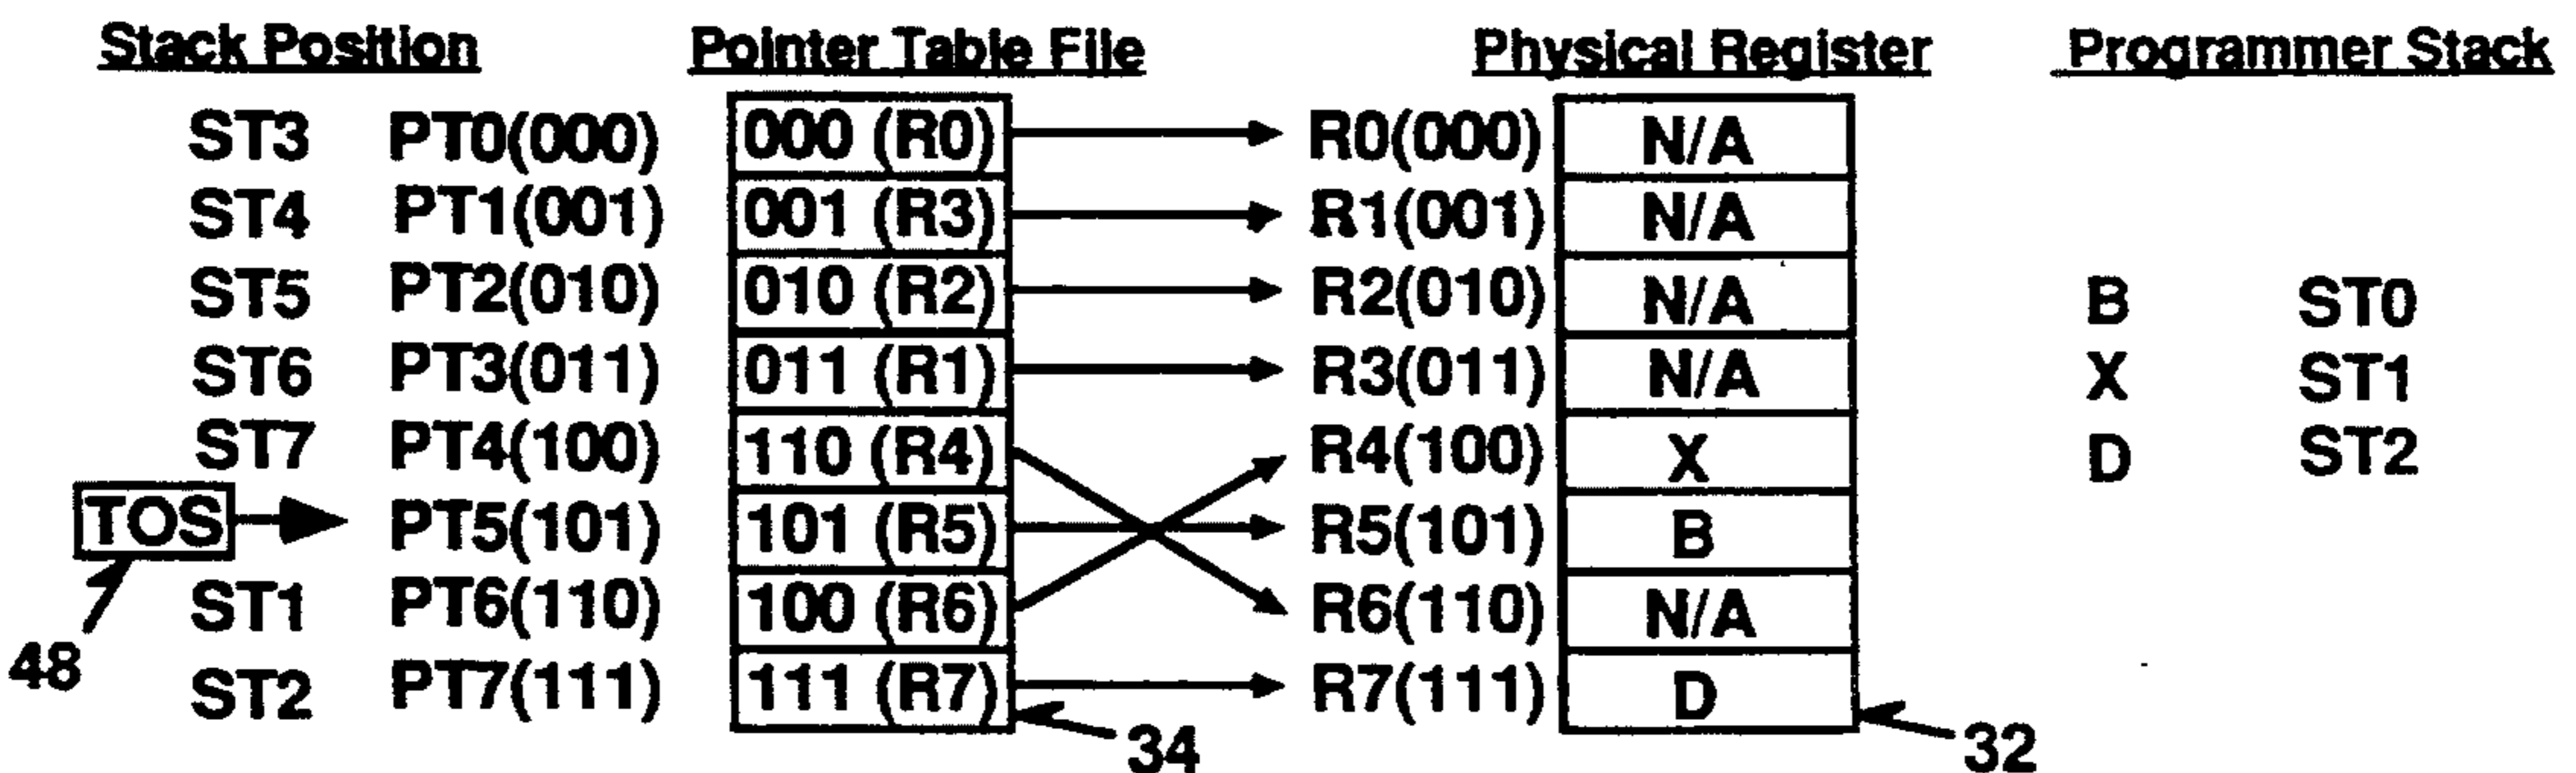 Stack Position Pointer Table File Physical Register Programmer Stack
ST3 PT0(000) 000 (R0) R0(000) N/A
ST4 PT1(001) 001 (R3) R1(001) N/A
ST5 PT2(010) 010 (R2) R2(010) N/A B ST0
ST6 PT3(011) 011 (R1) R3(011) N/A X ST1
ST7 PT4(100) 110 (R4) R4(100) X D ST2
TOS PT5(101) 101 (R5) R5(101) B
ST1 PT6(110) 100 (R6) R6(110) N/A
48
ST2 PT7(111) 111 (R7) R7(111) D
34 32